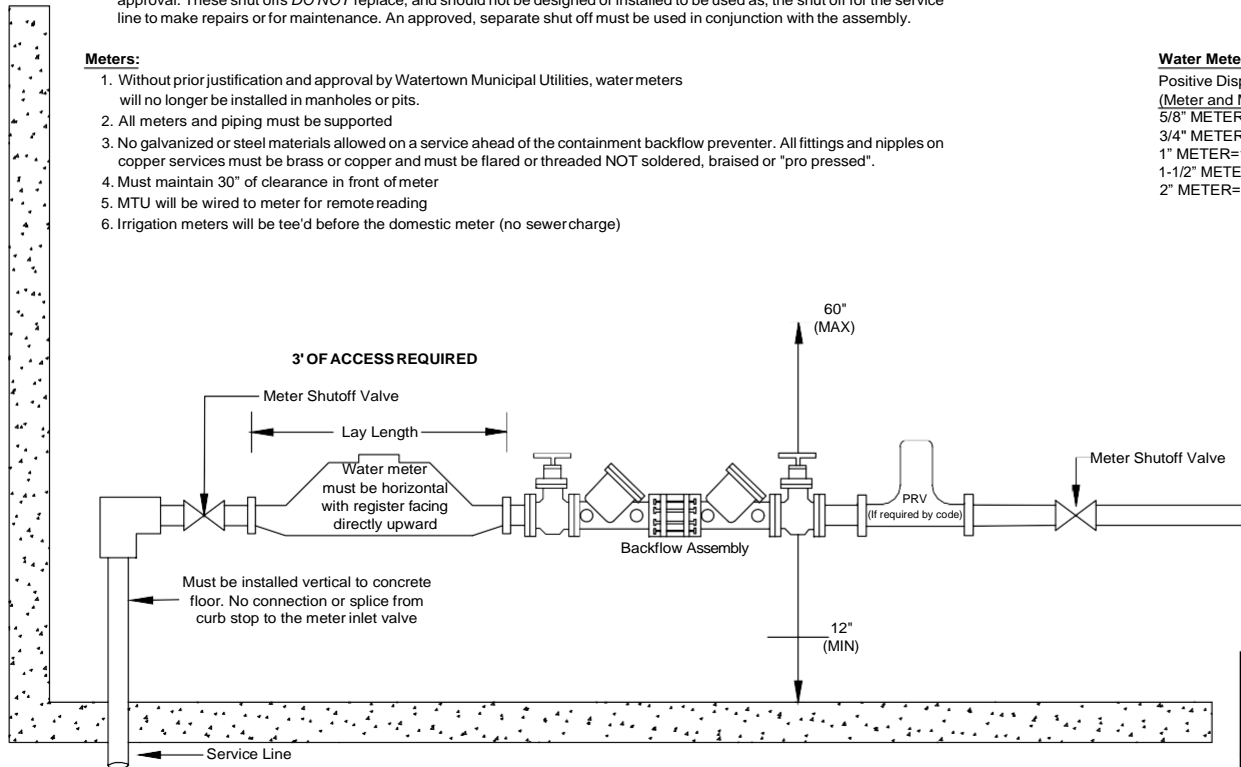 approval. These shut offs DO NOT replace, and should not be designed or installed to be used as, the shut off for the service
line to make repairs or for maintenance. An approved, separate shut off must be used in conjunction with the assembly.
Meters:
1. Without prior justification and approval by Watertown Municipal Utilities, water meters
will no longer be installed in manholes or pits.
2. All meters and piping must be supported
3. No galvanized or steel materials allowed on a service ahead of the containment backflow preventer. All fittings and nipples on
copper services must be brass or copper and must be flared or threaded NOT soldered, braised or "pro pressed".
4. Must maintain 30” of clearance in front of meter
5. MTU will be wired to meter for remote reading
6. Irrigation meters will be tee'd before the domestic meter (no sewer charge)
Water Mete
Positive Disp
(Meter and M
5/8” METER
3/4" METER
1” METER=
1-1/2” METE
2” METER=
60"
(MAX)
3' OF ACCESS REQUIRED
Meter Shutoff Valve
Lay Length
Water meter
must be horizontal
with register facing
directly upward
PRV
(If required by code)
Meter Shutoff Valve
Backflow Assembly
Must be installed vertical to concrete
floor. No connection or splice from
curb stop to the meter inlet valve
12"
(MIN)
Service Line